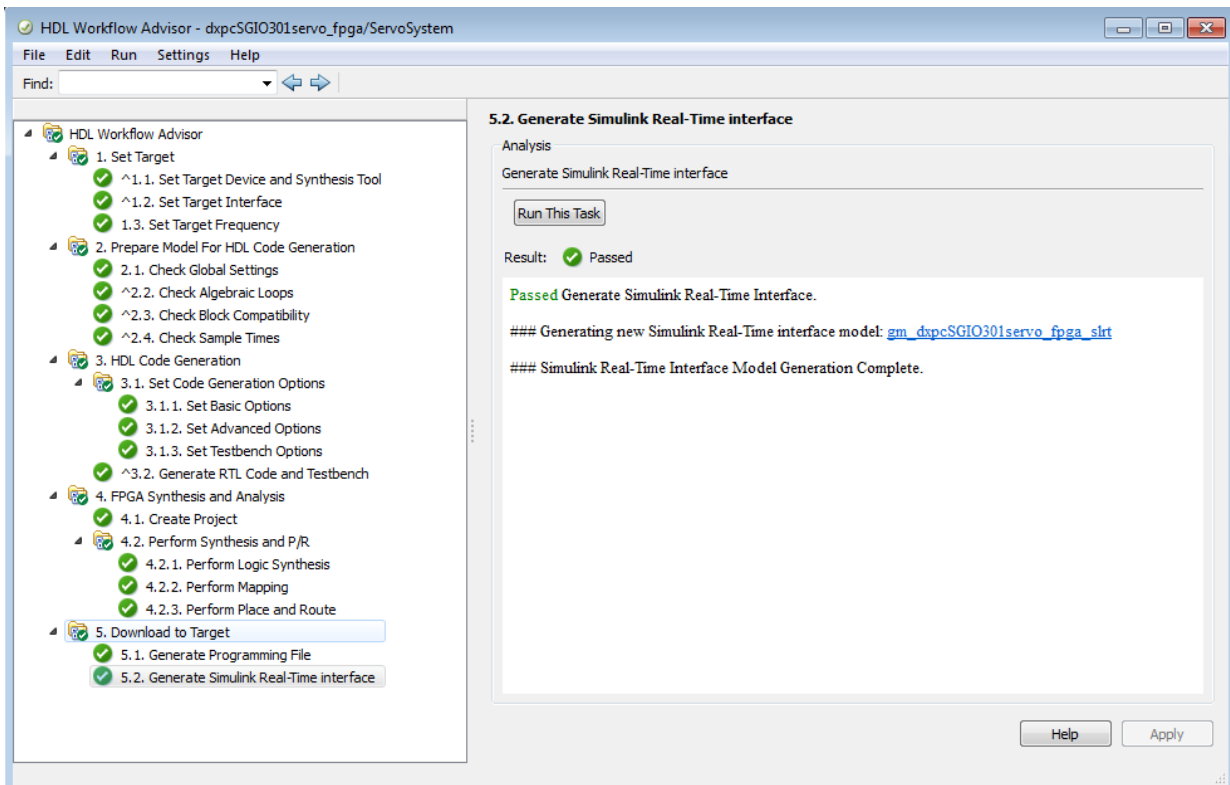 HDL Workflow Advisor - dxpcSGIO301servo_fpga/ServoSystem
File Edit Run Settings Help
Find:
HDL Workflow Advisor
1. Set Target
^1.1. Set Target Device and Synthesis Tool
^1.2. Set Target Interface
1.3. Set Target Frequency
2. Prepare Model For HDL Code Generation
2.1. Check Global Settings
^2.2. Check Algebraic Loops
^2.3. Check Block Compatibility
^2.4. Check Sample Times
3. HDL Code Generation
3.1. Set Code Generation Options
3.1.1. Set Basic Options
3.1.2. Set Advanced Options
3.1.3. Set Testbench Options
^3.2. Generate RTL Code and Testbench
4. FPGA Synthesis and Analysis
4.1. Create Project
4.2. Perform Synthesis and P/R
4.2.1. Perform Logic Synthesis
4.2.2. Perform Mapping
4.2.3. Perform Place and Route
5. Download to Target
5.1. Generate Programming File
5.2. Generate Simulink Real-Time interface
5.2. Generate Simulink Real-Time interface
Analysis
Generate Simulink Real-Time interface
Run This Task
Result: Passed
Passed Generate Simulink Real-Time Interface.
### Generating new Simulink Real-Time interface model: gm_dxpcSGIO301servo_fpga_slrt
### Simulink Real-Time Interface Model Generation Complete.
Help Apply